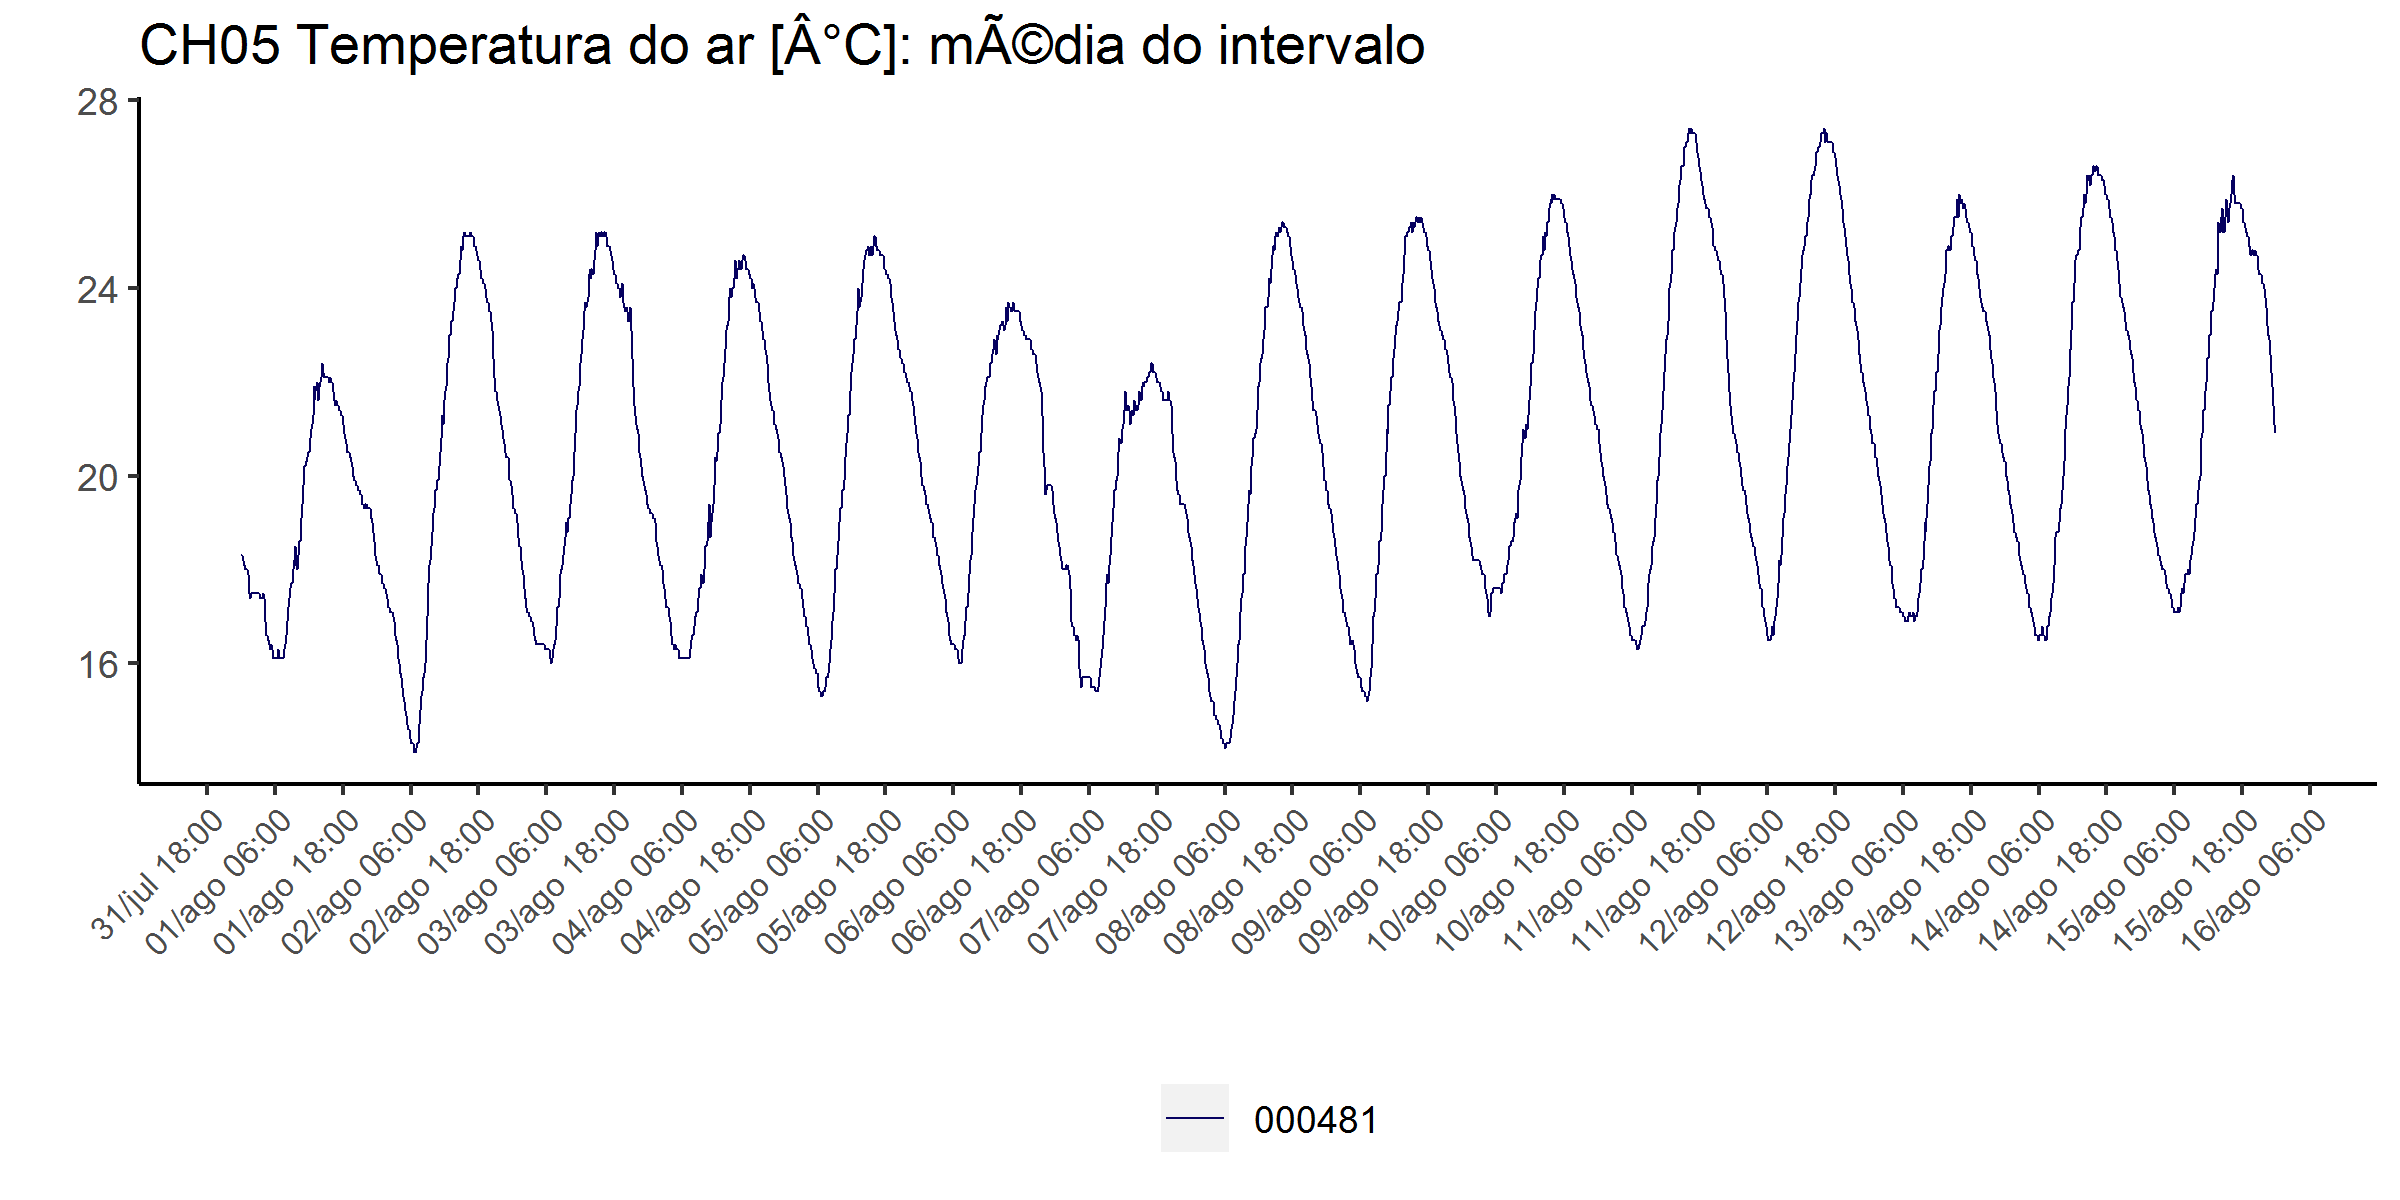 CH05 Temperatura do ar [Â°C]: mÃ©dia do intervalo
28
24
20
16
31/jul 18:00
01/ago 06:00
01/ago 18:00
02/ago 06:00
02/ago 18:00
03/ago 06:00
03/ago 18:00
04/ago 06:00
04/ago 18:00
05/ago 06:00
05/ago 18:00
06/ago 06:00
06/ago 18:00
07/ago 06:00
07/ago 18:00
08/ago 06:00
08/ago 18:00
09/ago 06:00
09/ago 18:00
10/ago 06:00
10/ago 18:00
11/ago 06:00
11/ago 18:00
12/ago 06:00
12/ago 18:00
13/ago 06:00
13/ago 18:00
14/ago 06:00
14/ago 18:00
15/ago 06:00
15/ago 18:00
16/ago 06:00
000481